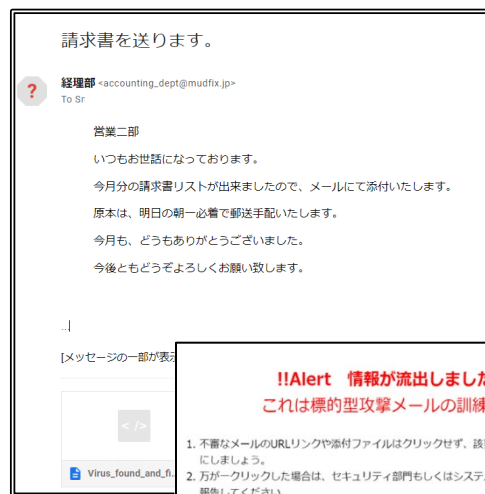 請求書を送ります。
?
経理部 <accounting_dept@mudfix.jp>
To Sr
営業二部
いつもお世話になっております。
今月分の請求書リストが出来ましたので、メールにて添付いたします。
原本は、明日の朝一必着で郵送手配いたします。
今月も、どうもありがとうございました。
今後ともどうぞよろしくお願い致します。
...
[メッセージの一部が表示
</>
Virus_found_and_fi...
!!Alert 情報が流出しました
これは標的型攻撃メールの訓練
1. 不審なメールのURLリンクや添付ファイルはクリックせず、該
にしましょう。
2. 万が一クリックした場合は、セキュリティ部門もしくはシステム
報告してください